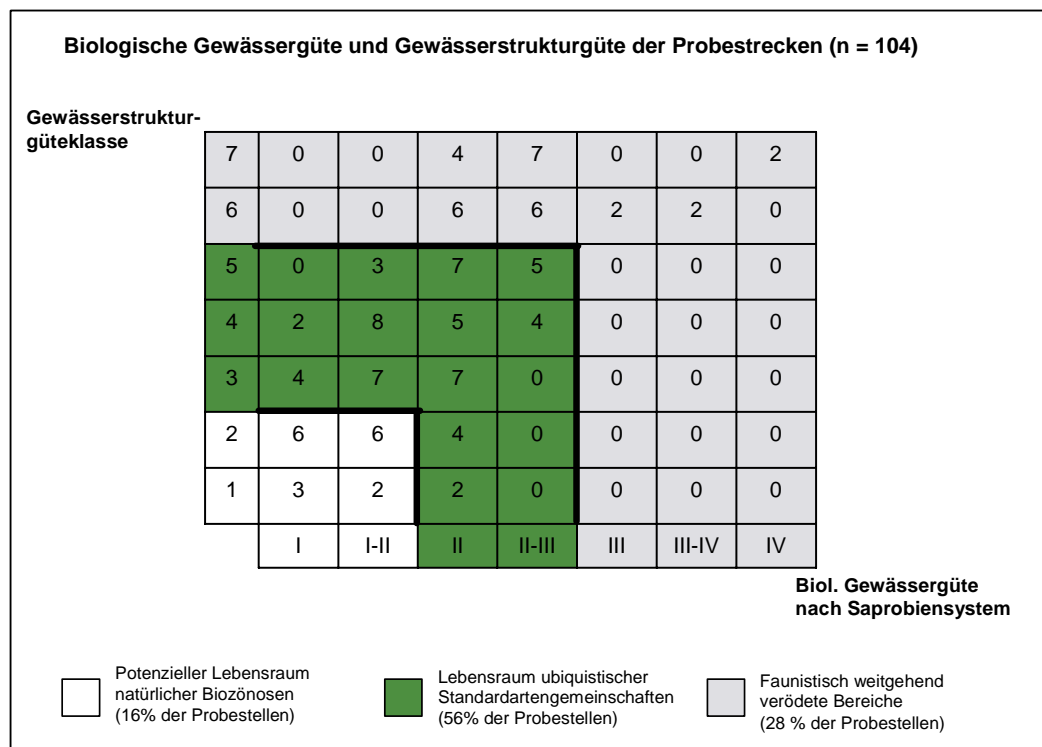 Biologische Gewässergüte und Gewässerstrukturgüte der Probestrecken (n = 104)
Gewässerstruktur-
güteklasse
7 0 0 4 7 0 0 2
6 0 0 6 6 2 2 0
5 0 3 7 5 0 0 0
4 2 8 5 4 0 0 0
3 4 7 7 0 0 0 0
2 6 6 4 0 0 0 0
1 3 2 2 0 0 0 0
I I-II II II-III III III-IV IV
Biol. Gewässergüte
nach Saprobiensystem
Potenzieller Lebensraum
natürlicher Biozönosen
(16% der Probestellen)
Lebensraum ubiquistischer
Standardartengemeinschaften
(56% der Probestellen)
Faunistisch weitgehend
verödete Bereiche
(28 % der Probestellen)